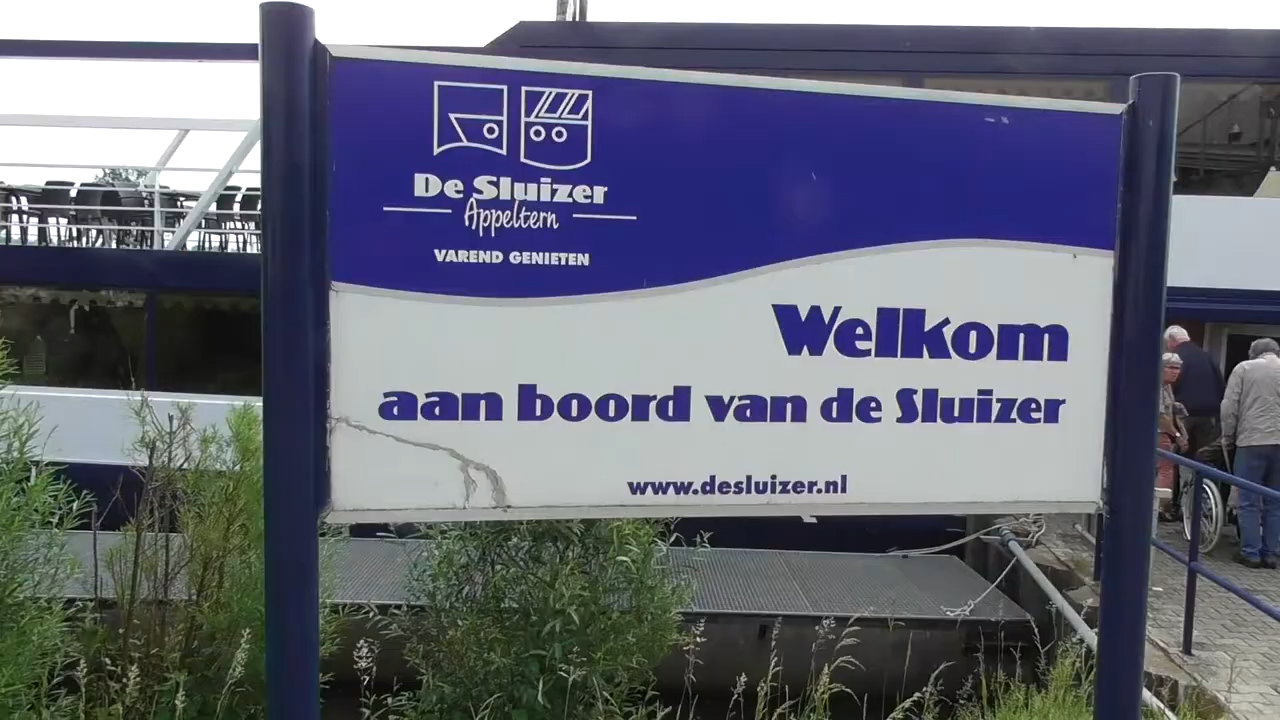 De Sluizer
Appeltern
VAREND GENIETEN
Welkom
aan boord van de Sluizer
www.desluizer.nl